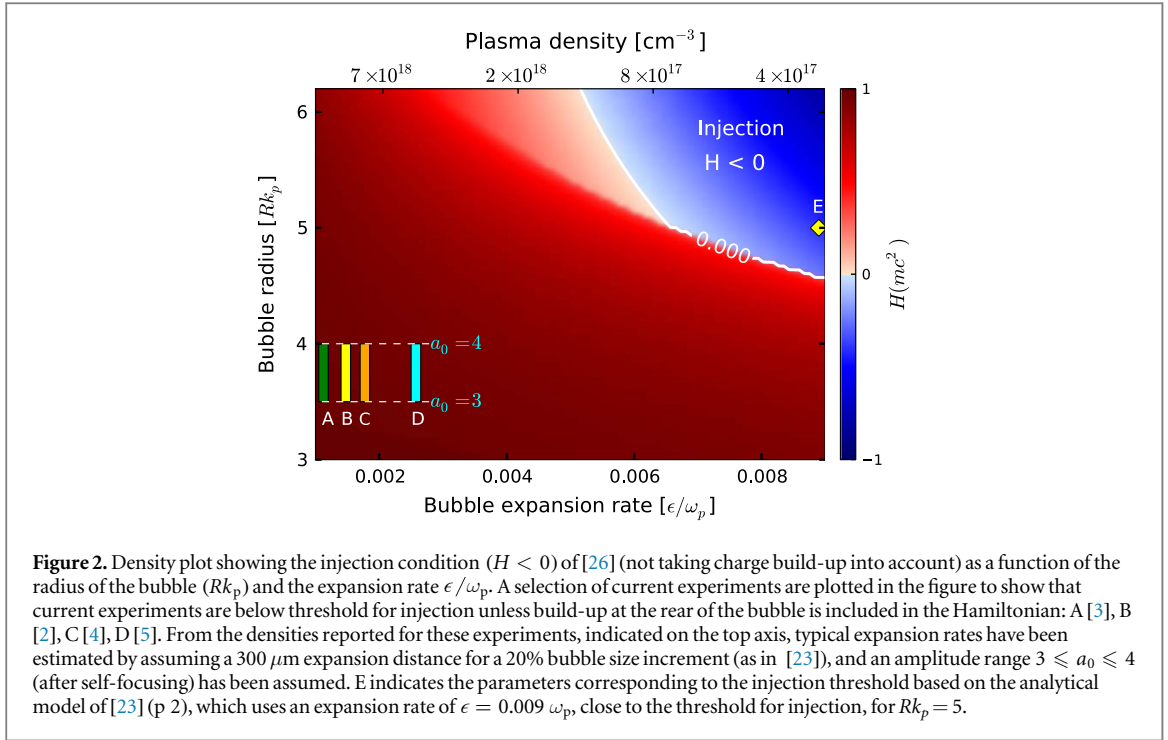 Plasma density [cm⁻³]
7 ×10¹⁸ 2 ×10¹⁸ 8 ×10¹⁷ 4 ×10¹⁷
6
5
4
3
Bubble radius [Rkₚ]
Injection
H < 0
E
0.000
a₀ =4
a₀ =3
A B C D
1
0
−1
H(mc²)
0.002 0.004 0.006 0.008
Bubble expansion rate [ϵ/ωₚ]
Figure 2. Density plot showing the injection condition (H < 0) of [26] (not taking charge build-up into account) as a function of the
radius of the bubble (Rkₚ) and the expansion rate ϵ/ωₚ. A selection of current experiments are plotted in the figure to show that
current experiments are below threshold for injection unless build-up at the rear of the bubble is included in the Hamiltonian: A [3], B
[2], C [4], D [5]. From the densities reported for these experiments, indicated on the top axis, typical expansion rates have been
estimated by assuming a 300 μm expansion distance for a 20% bubble size increment (as in [23]), and an amplitude range 3 ⩽ a₀ ⩽ 4
(after self-focusing) has been assumed. E indicates the parameters corresponding to the injection threshold based on the analytical
model of [23] (p 2), which uses an expansion rate of ϵ = 0.009 ωₚ, close to the threshold for injection, for Rkₚ = 5.